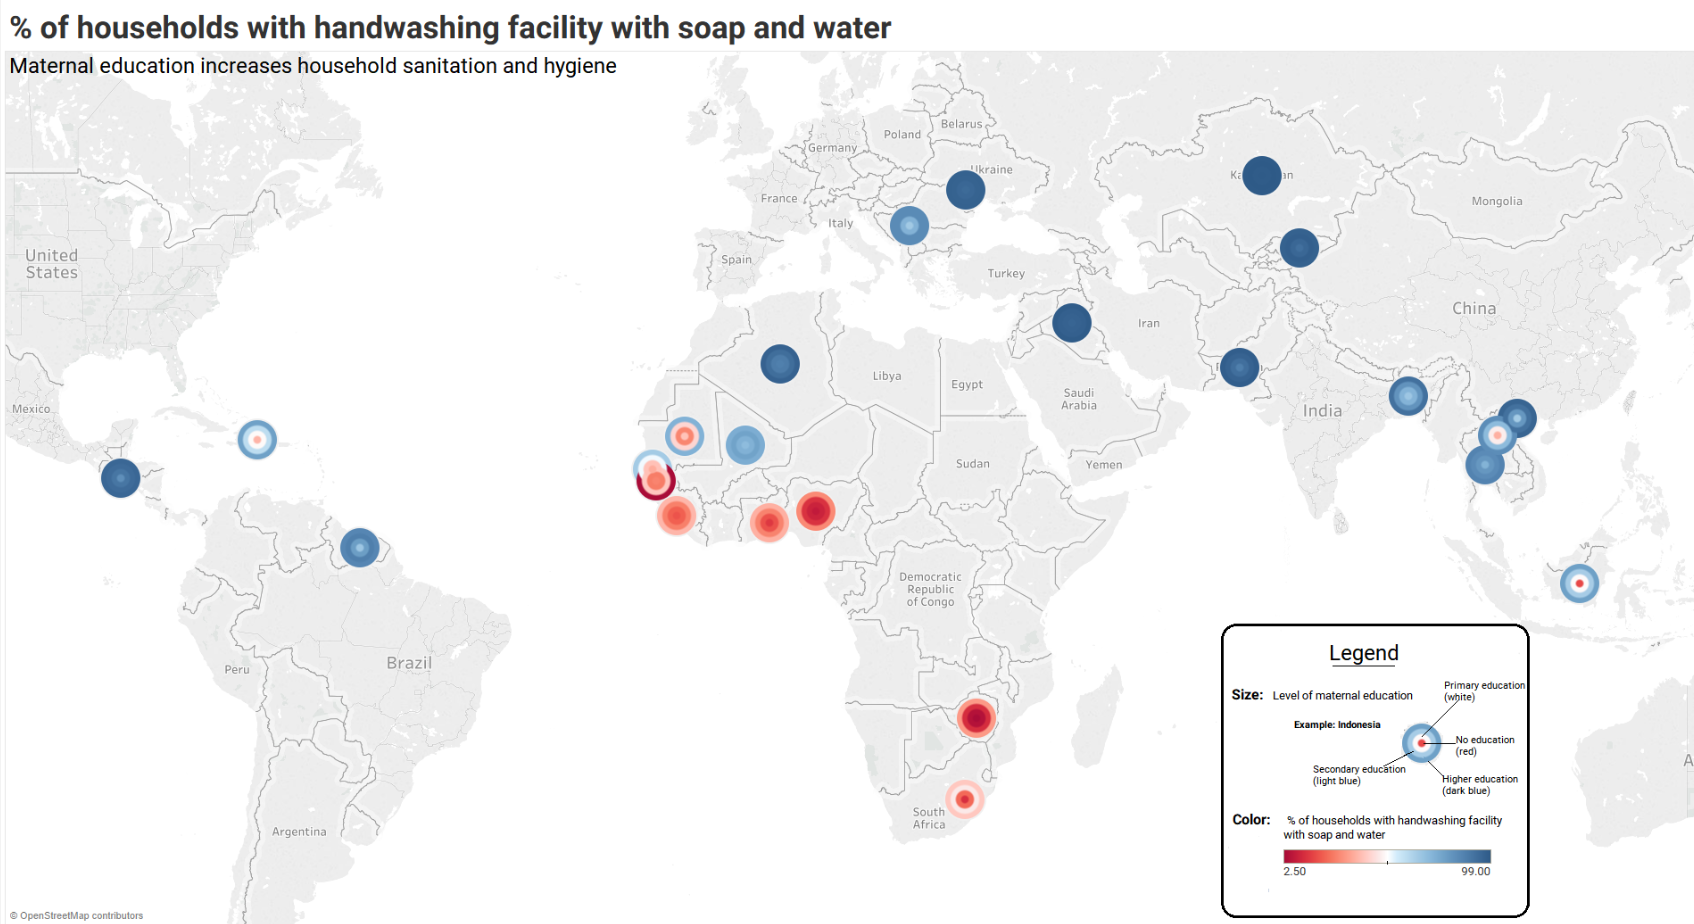 % of households with handwashing facility with soap and water
Maternal education increases household sanitation and hygiene
Belarus
Poland
Germany
Ukraine
France
Italy
Spain
Turkey
Mongolia
United
States
China
Iran
Libya
Egypt
Saudi
Arabia
India
Mexico
Sudan
Yemen
Democratic
Republic
of Congo
Peru
Brazil
South
Africa
Argentina
Legend
Size: Level of maternal education
Primary education
(white)
Example: Indonesia
No education
(red)
Secondary education
(light blue)
Higher education
(dark blue)
Color: % of households with handwashing facility
with soap and water
2.50 99.00
© OpenStreetMap contributors